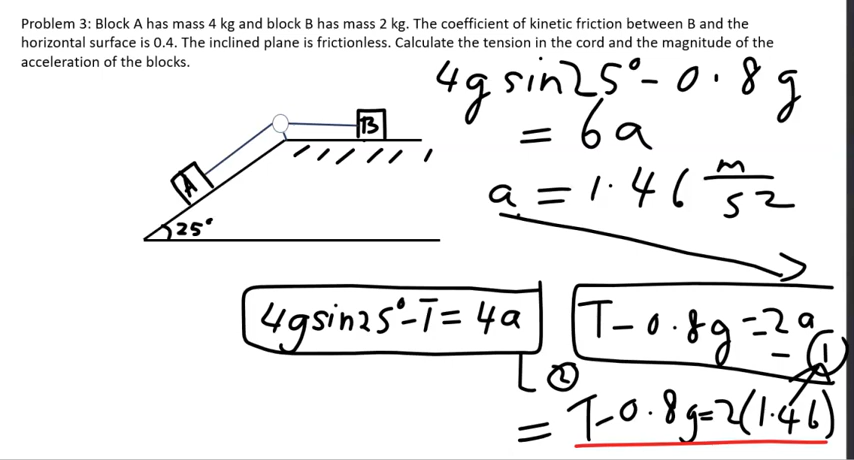 Problem 3: Block A has mass 4 kg and block B has mass 2 kg. The coefficient of kinetic friction between B and the
horizontal surface is 0.4. The inclined plane is frictionless. Calculate the tension in the cord and the magnitude of the
acceleration of the blocks.
4g sin25° - 0.8g
= 6a
a = 1.46 m/s2
B
A
25°
4gsin25° - T = 4a
②
T - 0.8g = 2a
- ①
= T - 0.8g = 2(1.46)